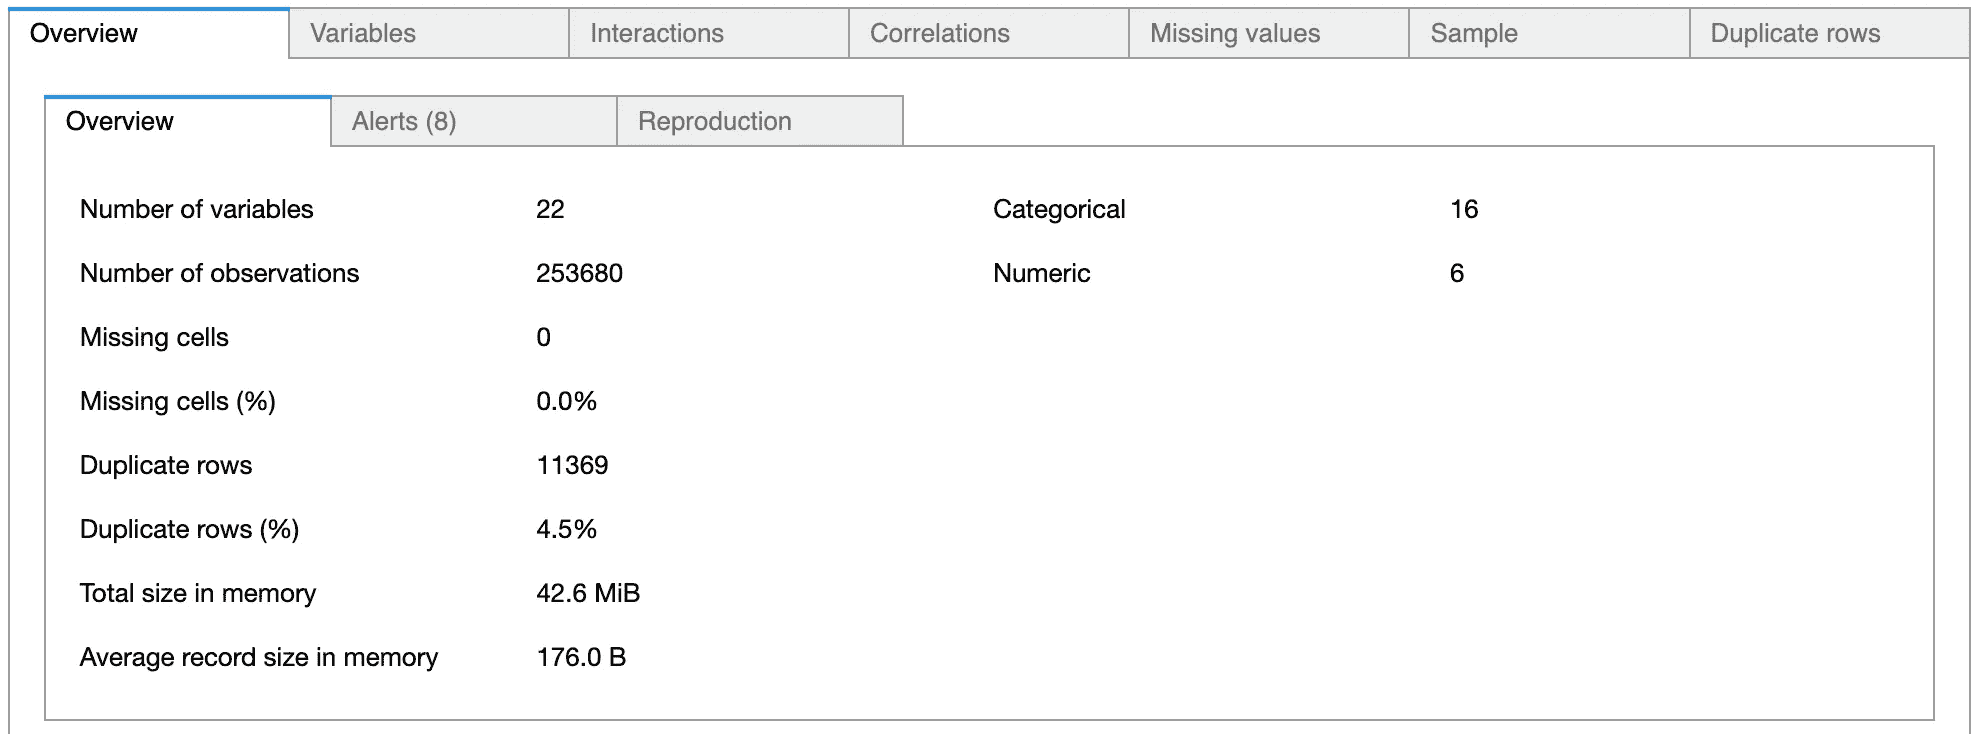 Overview Variables Interactions Correlations Missing values Sample Duplicate rows
Overview Alerts (8) Reproduction
Number of variables 22 Categorical 16
Number of observations 253680 Numeric 6
Missing cells 0
Missing cells (%) 0.0%
Duplicate rows 11369
Duplicate rows (%) 4.5%
Total size in memory 42.6 MiB
Average record size in memory 176.0 B